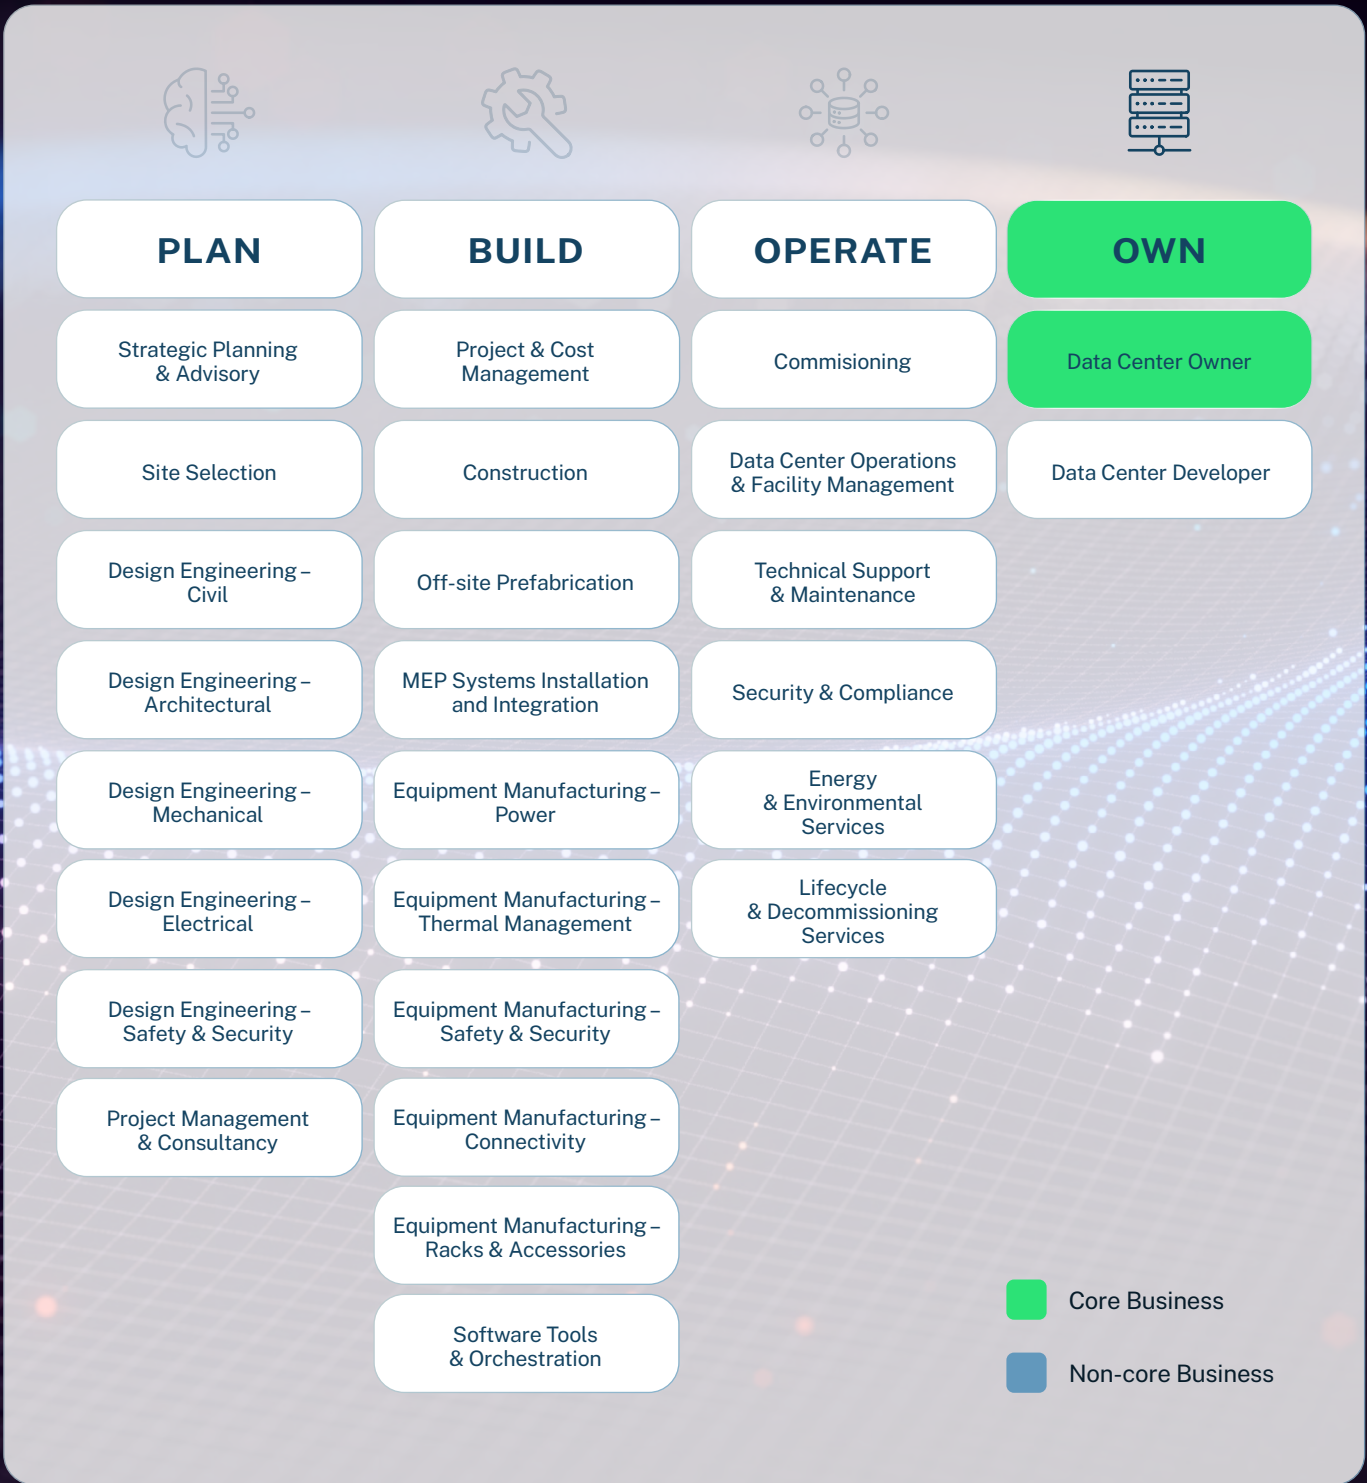 PLAN
BUILD
OPERATE
OWN
Strategic Planning
& Advisory
Project & Cost
Management
Commisioning
Data Center Owner
Site Selection
Construction
Data Center Operations
& Facility Management
Data Center Developer
Design Engineering –
Civil
Off-site Prefabrication
Technical Support
& Maintenance
Design Engineering –
Architectural
MEP Systems Installation
and Integration
Security & Compliance
Design Engineering –
Mechanical
Equipment Manufacturing –
Power
Energy
& Environmental
Services
Design Engineering –
Electrical
Equipment Manufacturing –
Thermal Management
Lifecycle
& Decommissioning
Services
Design Engineering –
Safety & Security
Equipment Manufacturing –
Safety & Security
Project Management
& Consultancy
Equipment Manufacturing –
Connectivity
Equipment Manufacturing –
Racks & Accessories
Software Tools
& Orchestration
Core Business
Non-core Business